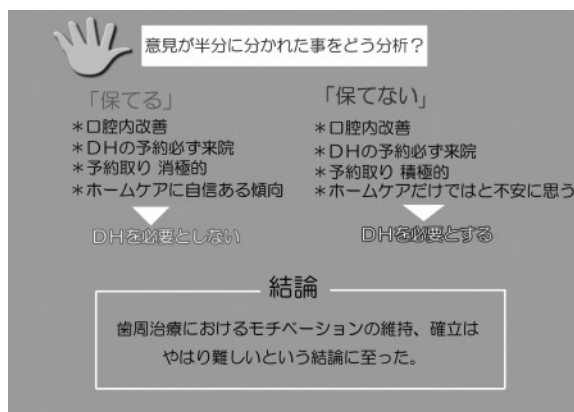 意見が半分に分かれた事をどう分析?
「保てる」
*口腔内改善
*DHの予約必ず来院
*予約取り 消極的
*ホームケアに自信ある傾向
DHを必要としない
「保てない」
*口腔内改善
*DHの予約必ず来院
*予約取り 積極的
*ホームケアだけではと不安に思う
DHを必要とする
結論
歯周治療におけるモチベーションの維持、確立は
やはり難しいという結論に至った。